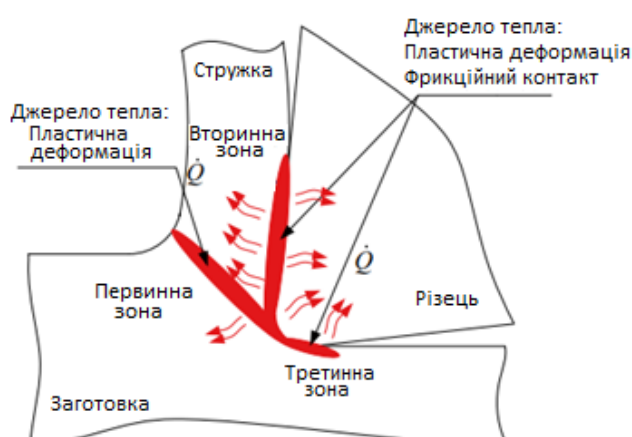 Джерело тепла:
Пластична деформація
Фрикційний контакт
Стружка
Джерело тепла:
Пластична
деформація
Вторинна
зона
Q̇
Q̇
Первинна
зона
Різець
Третинна
зона
Заготовка